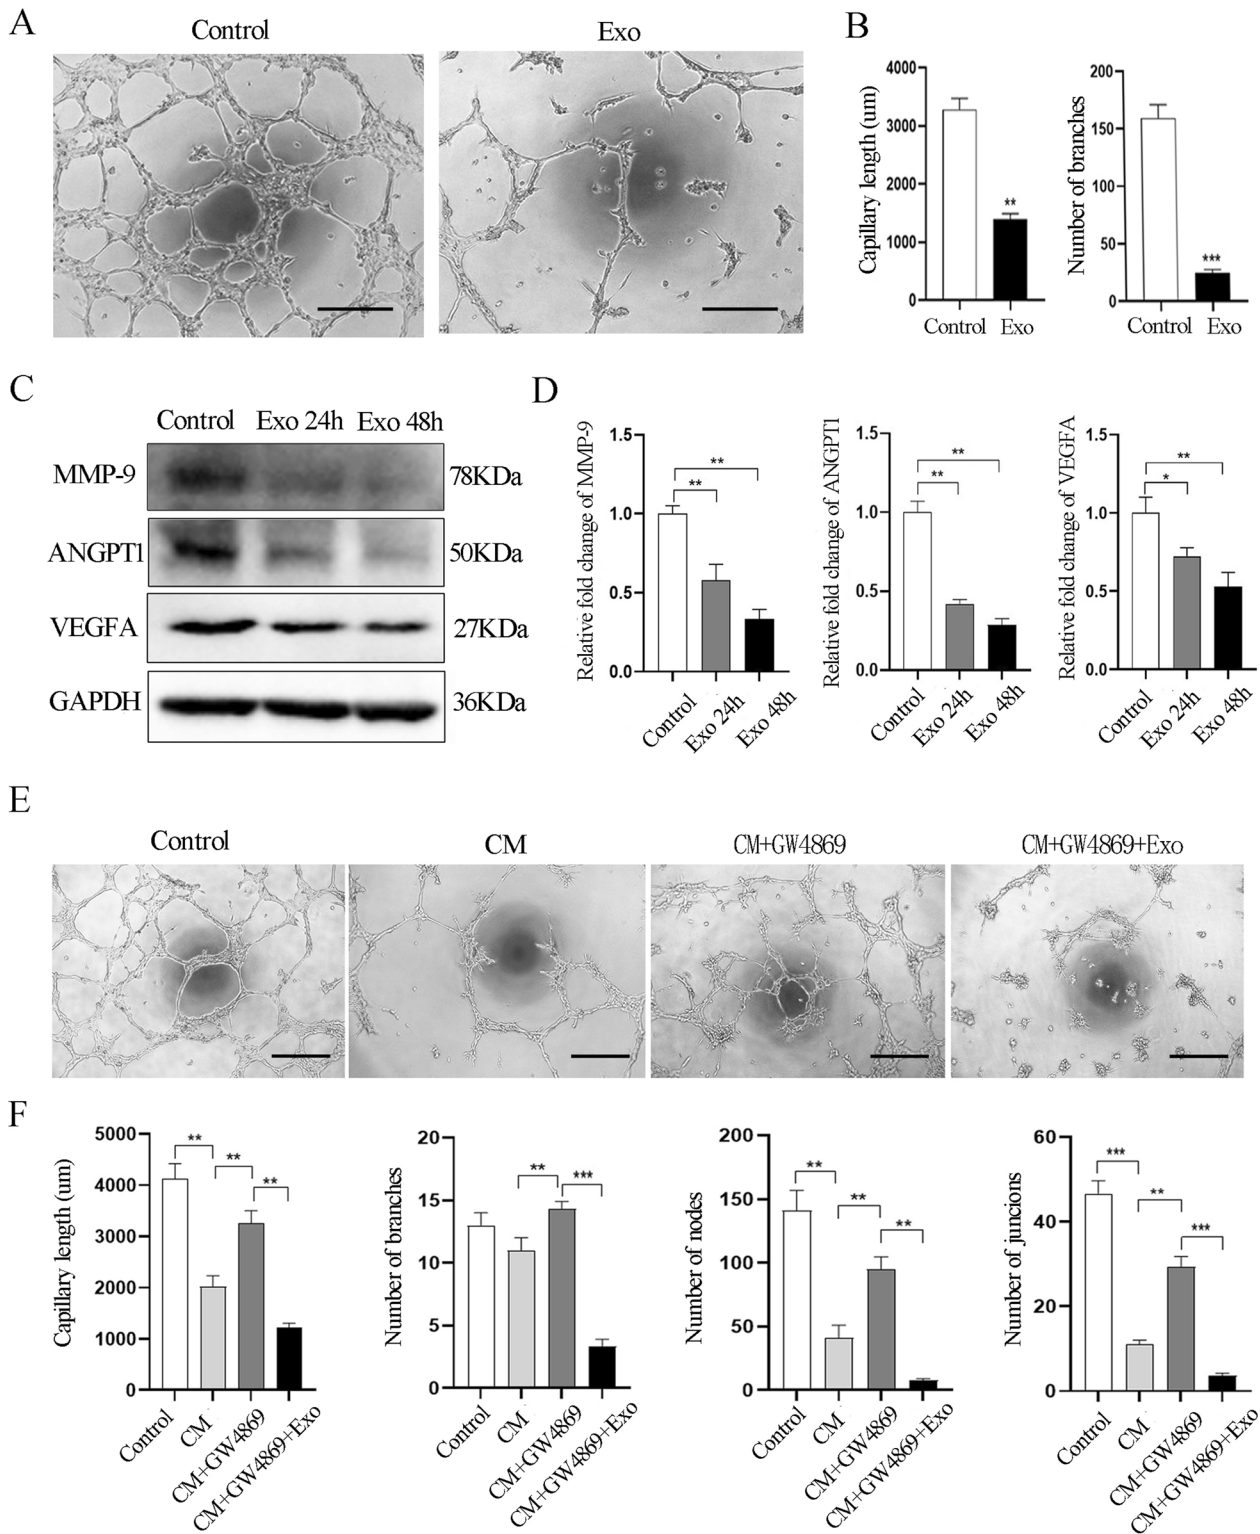 A
Control
Exo
B
Capillary length (um)
4000
3000
2000
1000
0
**
Control
Exo
Number of branches
200
150
100
50
0
***
Control
Exo
C
Control
Exo 24h
Exo 48h
MMP-9
78KDa
ANGPT1
50KDa
VEGFA
27KDa
GAPDH
36KDa
D
Relative fold change of MMP-9
1.5
1.0
0.5
0.0
**
**
Control
Exo 24h
Exo 48h
Relative fold change of ANGPT1
1.5
1.0
0.5
0.0
**
**
Control
Exo 24h
Exo 48h
Relative fold change of VEGFA
1.5
1.0
0.5
0.0
**
*
Control
Exo 24h
Exo 48h
E
Control
CM
CM+GW4869
CM+GW4869+Exo
F
Capillary length (um)
5000
4000
3000
2000
1000
0
**
**
**
Control
CM
CM+GW4869
CM+GW4869+Exo
Number of branches
20
15
10
5
0
**
***
Control
CM
CM+GW4869
CM+GW4869+Exo
Number of nodes
200
150
100
50
0
**
**
**
Control
CM
CM+GW4869
CM+GW4869+Exo
Number of juncions
60
40
20
0
***
**
***
Control
CM
CM+GW4869
CM+GW4869+Exo